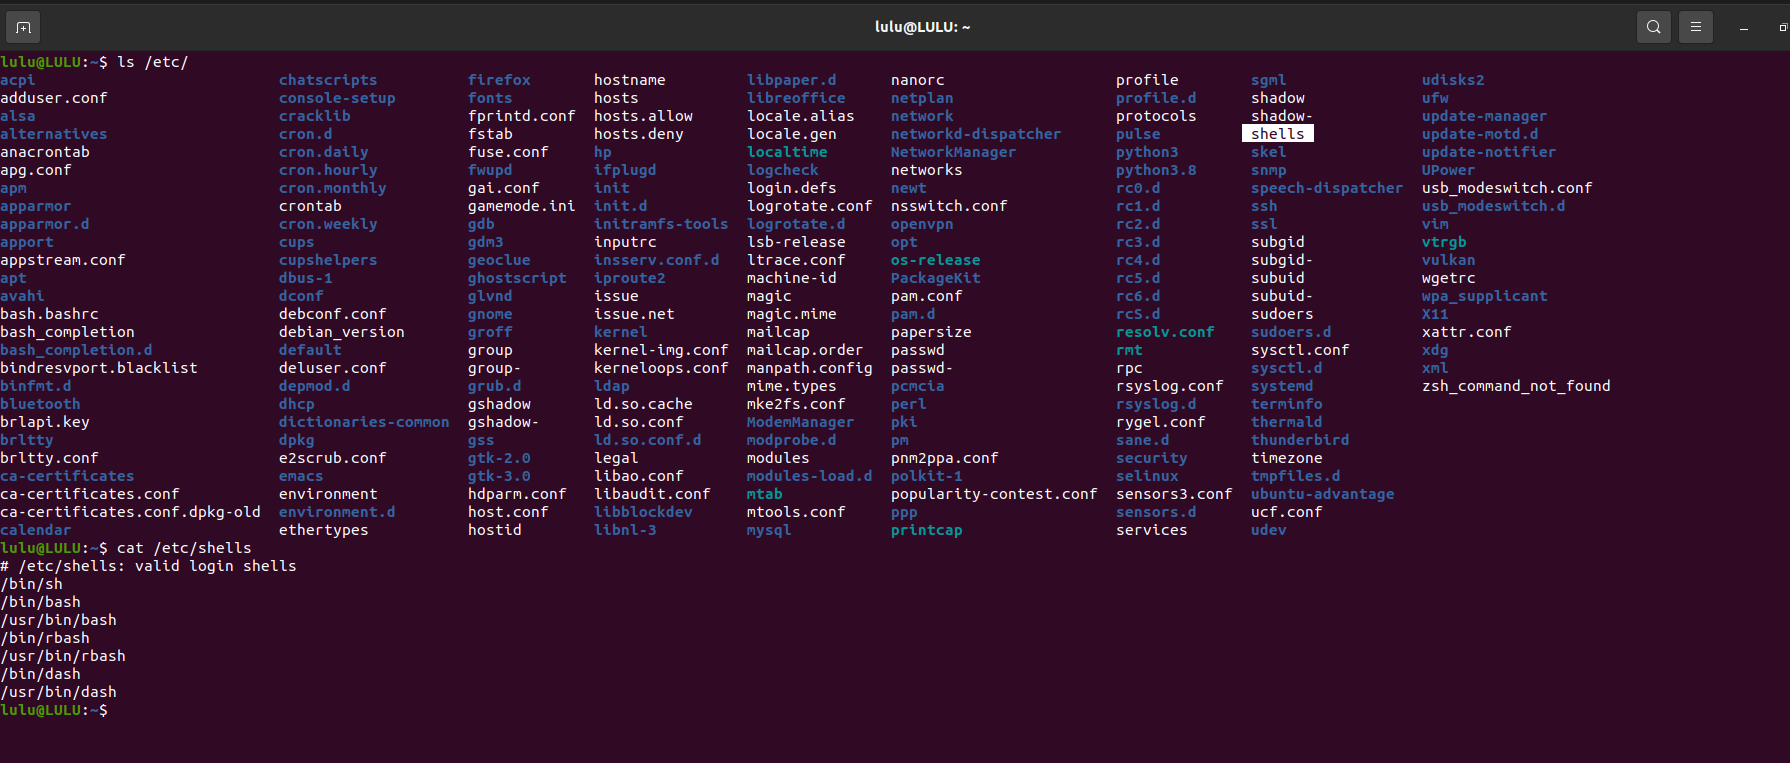 lulu@LULU: ~
lulu@LULU:~$ ls /etc/
acpi chatscripts firefox hostname libpaper.d nanorc profile sgml udisks2
adduser.conf console-setup fonts hosts libreoffice netplan profile.d shadow ufw
alsa cracklib fprintd.conf hosts.allow locale.alias network protocols shadow- update-manager
alternatives cron.d fstab hosts.deny locale.gen networkd-dispatcher pulse shells update-motd.d
anacrontab cron.daily fuse.conf hp localtime NetworkManager python3 skel update-notifier
apg.conf cron.hourly fwupd ifplugd logcheck networks python3.8 snmp UPower
apm cron.monthly gai.conf init login.defs newt rc0.d speech-dispatcher usb_modeswitch.conf
apparmor crontab gamemode.ini init.d logrotate.conf nsswitch.conf rc1.d ssh usb_modeswitch.d
apparmor.d cron.weekly gdb initramfs-tools logrotate.d openvpn rc2.d ssl vim
apport cups gdm3 inputrc lsb-release opt rc3.d subgid vtrgb
appstream.conf cupshelpers geoclue insserv.conf.d ltrace.conf os-release rc4.d subgid- vulkan
apt dbus-1 ghostscript iproute2 machine-id PackageKit rc5.d subuid wgetrc
avahi dconf glvnd issue magic pam.conf rc6.d subuid- wpa_supplicant
bash.bashrc debconf.conf gnome issue.net magic.mime pam.d rcS.d sudoers X11
bash_completion debian_version groff kernel mailcap papersize resolv.conf sudoers.d xattr.conf
bash_completion.d default group kernel-img.conf mailcap.order passwd rmt sysctl.conf xdg
bindresvport.blacklist deluser.conf group- kerneloops.conf manpath.config passwd- rpc sysctl.d xml
binfmt.d depmod.d grub.d ldap mime.types pcmcia rsyslog.conf systemd zsh_command_not_found
bluetooth dhcp gshadow ld.so.cache mke2fs.conf perl rsyslog.d terminfo
brlapi.key dictionaries-common gshadow- ld.so.conf ModemManager pki rygel.conf thermald
brltty dpkg gss ld.so.conf.d modprobe.d pm sane.d thunderbird
brltty.conf e2scrub.conf gtk-2.0 legal modules pnm2ppa.conf security timezone
ca-certificates emacs gtk-3.0 libao.conf modules-load.d polkit-1 selinux tmpfiles.d
ca-certificates.conf environment hdparm.conf libaudit.conf mtab popularity-contest.conf sensors3.conf ubuntu-advantage
ca-certificates.conf.dpkg-old environment.d host.conf libblockdev mtools.conf ppp sensors.d ucf.conf
calendar ethertypes hostid libnl-3 mysql printcap services udev
lulu@LULU:~$ cat /etc/shells
# /etc/shells: valid login shells
/bin/sh
/bin/bash
/usr/bin/bash
/bin/rbash
/usr/bin/rbash
/bin/dash
/usr/bin/dash
lulu@LULU:~$